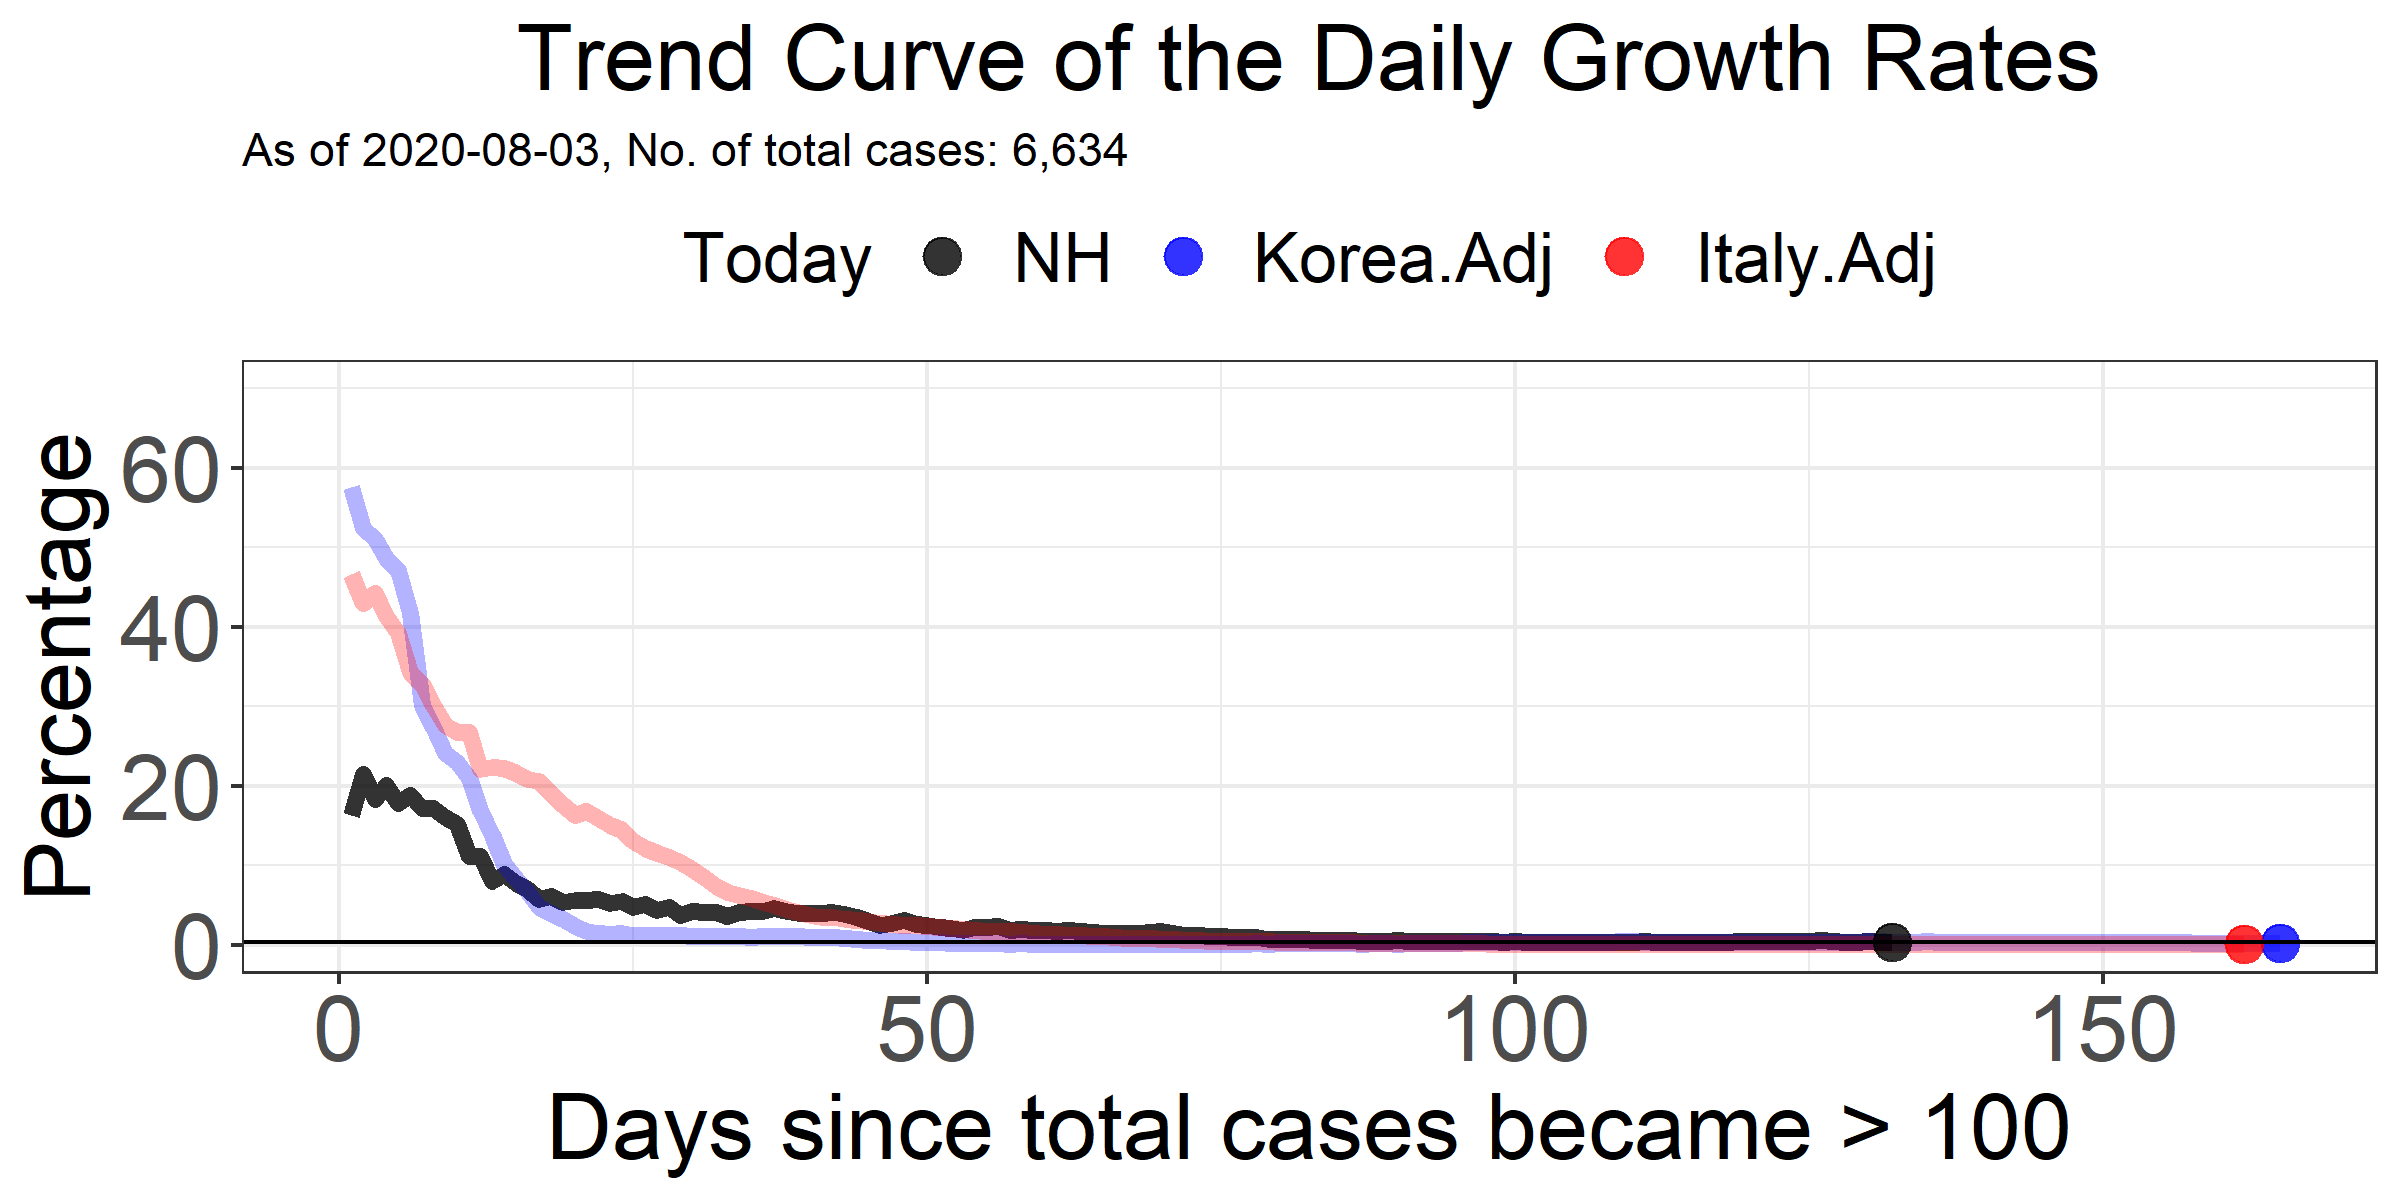 Trend Curve of the Daily Growth Rates
As of 2020-08-03, No. of total cases: 6,634
Today NH Korea.Adj Italy.Adj
Percentage
60
40
20
0
0 50 100 150
Days since total cases became > 100